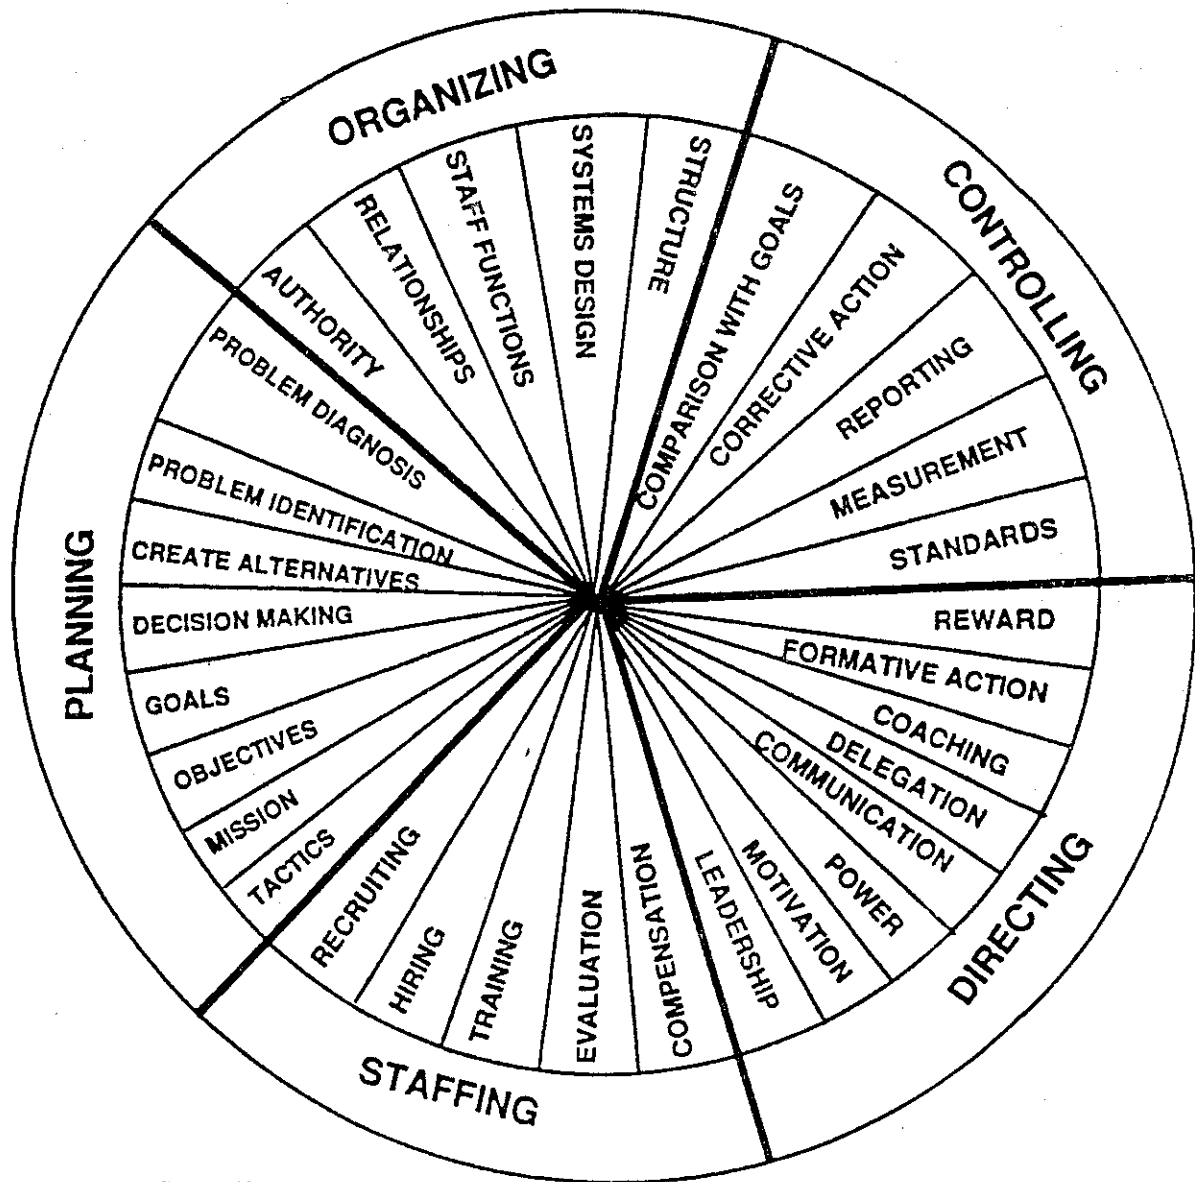 ORGANIZING
AUTHORITY
RELATIONSHIPS
STAFF FUNCTIONS
SYSTEMS DESIGN
STRUCTURE
CONTROLLING
COMPARISON WITH GOALS
CORRECTIVE ACTION
REPORTING
MEASUREMENT
STANDARDS
DIRECTING
REWARD
FORMATIVE ACTION
COACHING
DELEGATION
COMMUNICATION
POWER
MOTIVATION
LEADERSHIP
STAFFING
COMPENSATION
EVALUATION
TRAINING
HIRING
RECRUITING
PLANNING
TACTICS
MISSION
OBJECTIVES
GOALS
DECISION MAKING
CREATE ALTERNATIVES
PROBLEM IDENTIFICATION
PROBLEM DIAGNOSIS